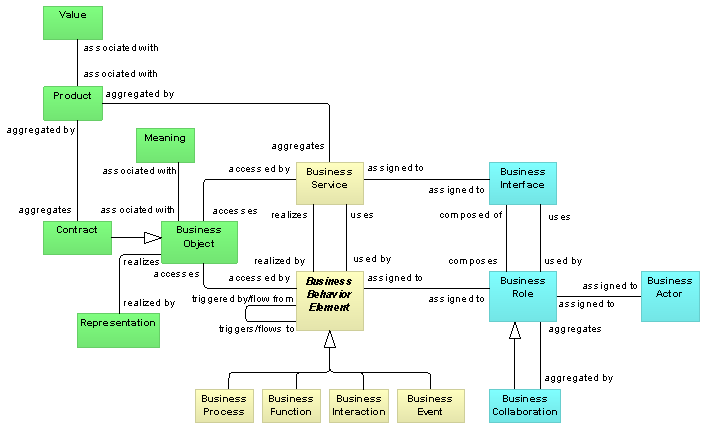 Value
associated with
associated with
Product
aggregated by
aggregated by
Meaning
aggregates
associated with
accessed by
Business
Service
assigned to
assigned to
Business
Interface
aggregates
associated with
accesses
realizes
uses
composed of
uses
Contract
Business
Object
realizes
accesses
realized by
used by
composes
used by
accessed by
assigned to
Business
Behavior
Element
triggered by/flow from
triggers/flows to
assigned to
Business
Role
assigned to
assigned to
Business
Actor
realized by
Representation
aggregates
aggregated by
Business
Process
Business
Function
Business
Interaction
Business
Event
Business
Collaboration